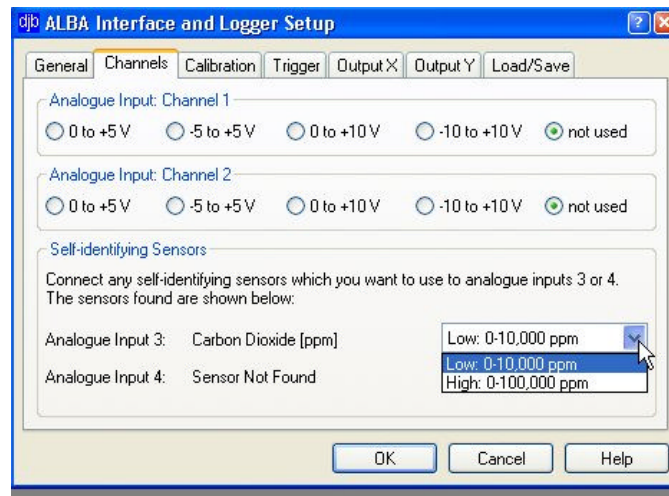 djb ALBA Interface and Logger Setup
General Channels Calibration Trigger Output X Output Y Load/Save
Analogue Input: Channel 1
0 to +5 V -5 to +5 V 0 to +10 V -10 to +10 V not used
Analogue Input: Channel 2
0 to +5 V -5 to +5 V 0 to +10 V -10 to +10 V not used
Self-identifying Sensors
Connect any self-identifying sensors which you want to use to analogue inputs 3 or 4.
The sensors found are shown below:
Analogue Input 3: Carbon Dioxide [ppm] Low: 0-10,000 ppm
Low: 0-10,000 ppm
High: 0-100,000 ppm
Analogue Input 4: Sensor Not Found
OK Cancel Help